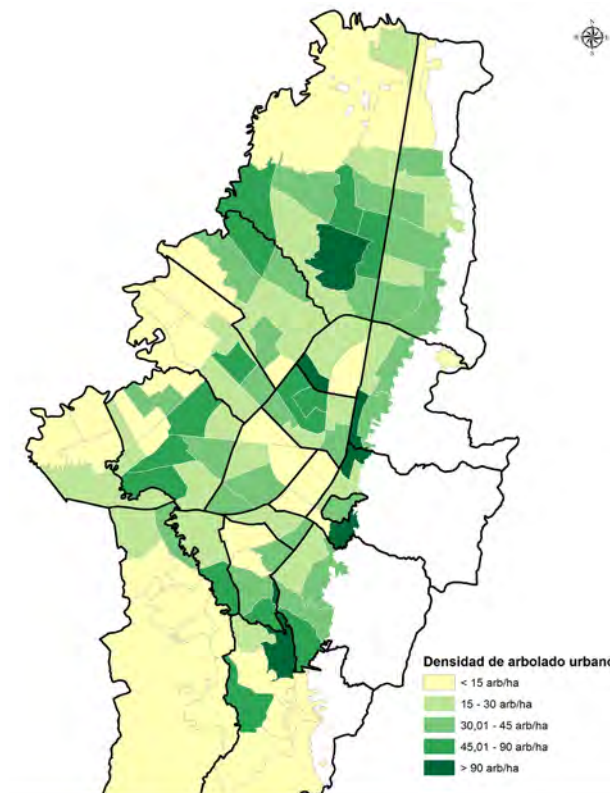 Densidad de arbolado urbano
< 15 arb/ha
15 - 30 arb/ha
30,01 - 45 arb/ha
45,01 - 90 arb/ha
> 90 arb/ha